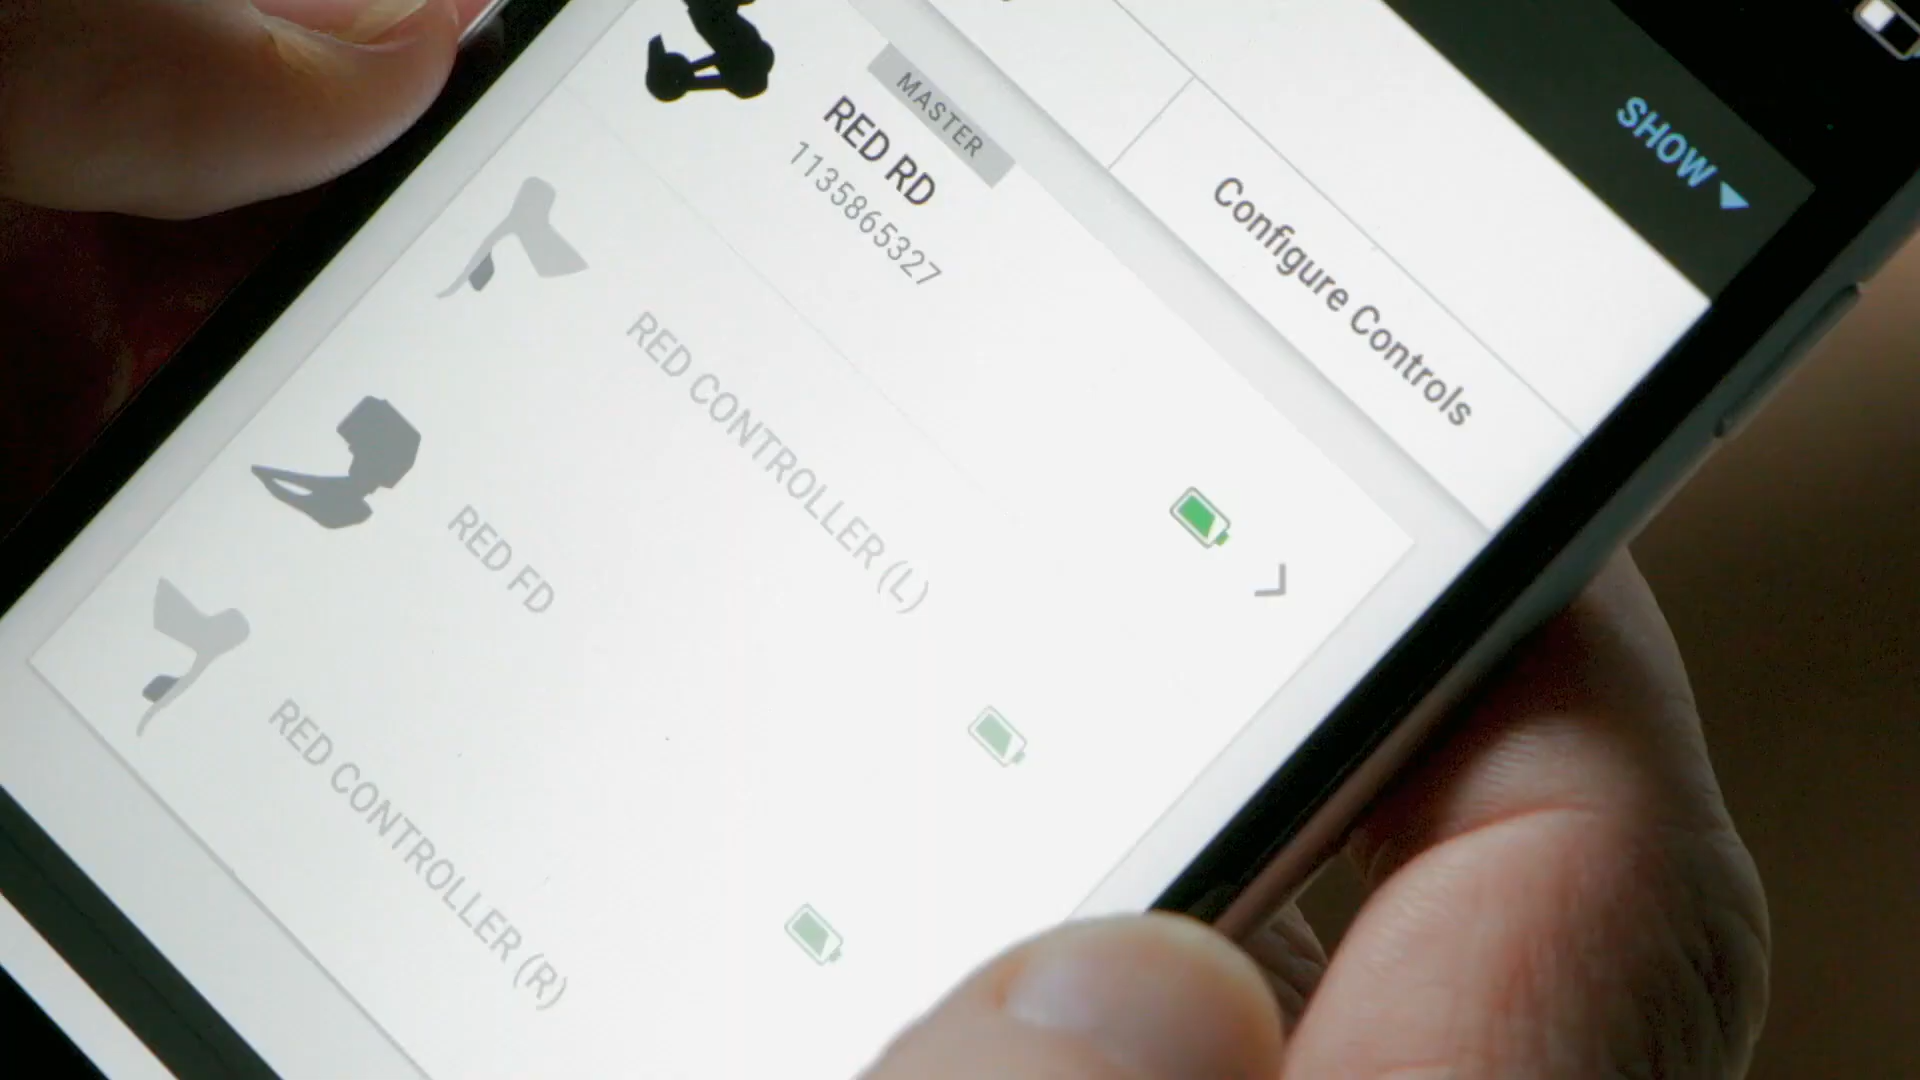 SHOW
Configure Controls
MASTER
RED RD
1135865327
RED CONTROLLER (L)
RED FD
RED CONTROLLER (R)